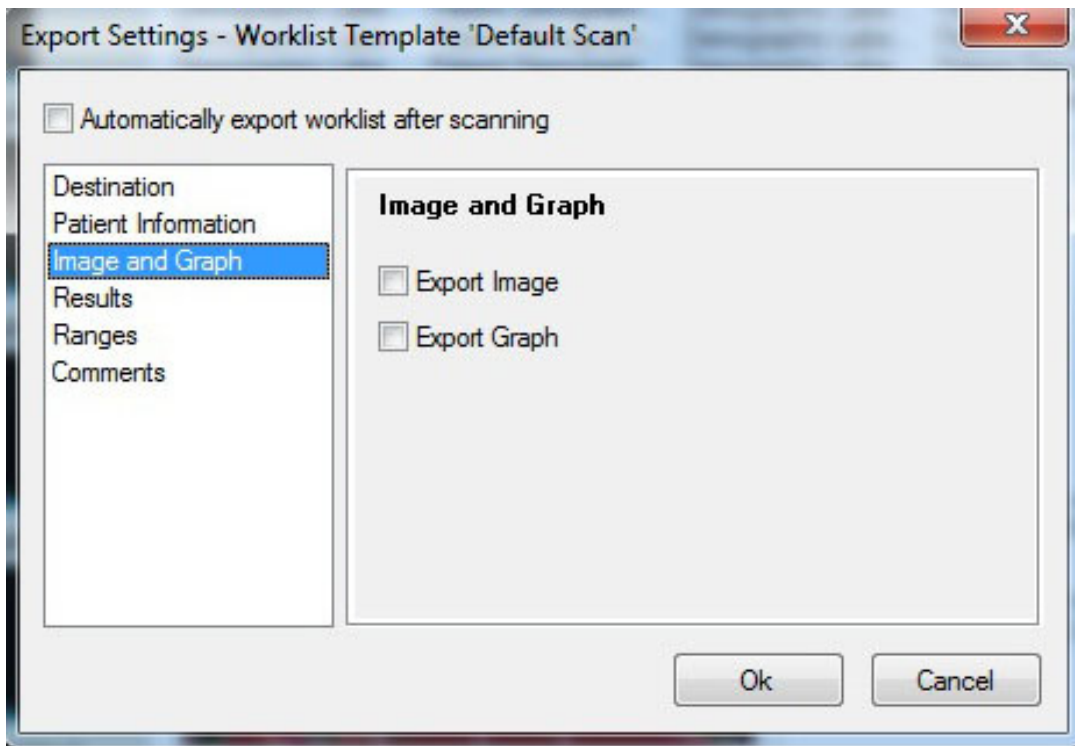 Export Settings - Worklist Template 'Default Scan'
Automatically export worklist after scanning
Destination
Patient Information
Image and Graph
Results
Ranges
Comments
Image and Graph
Export Image
Export Graph
Ok
Cancel